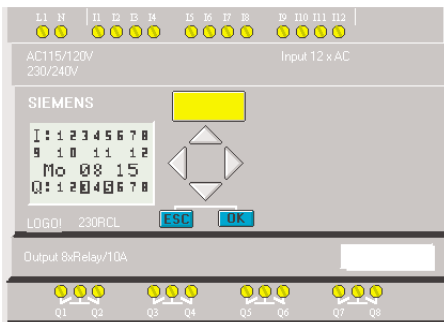 L1 N I1 I2 I3 I4 I5 I6 I7 I8 I9 I10 I11 I12
AC115/120V Input 12 x AC
230/240V
SIEMENS
I:12345678
9 10 11 12
Mo 08 15
Q:12345678
ESC OK
LOGO! 230RCL
Output 8xRelay/10A
Q1 Q2 Q3 Q4 Q5 Q6 Q7 Q8